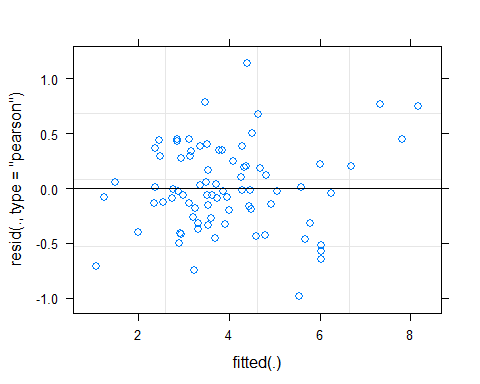 resid(., type = "pearson")
1.0
0.5
0.0
-0.5
-1.0
2 4 6 8
fitted(.)